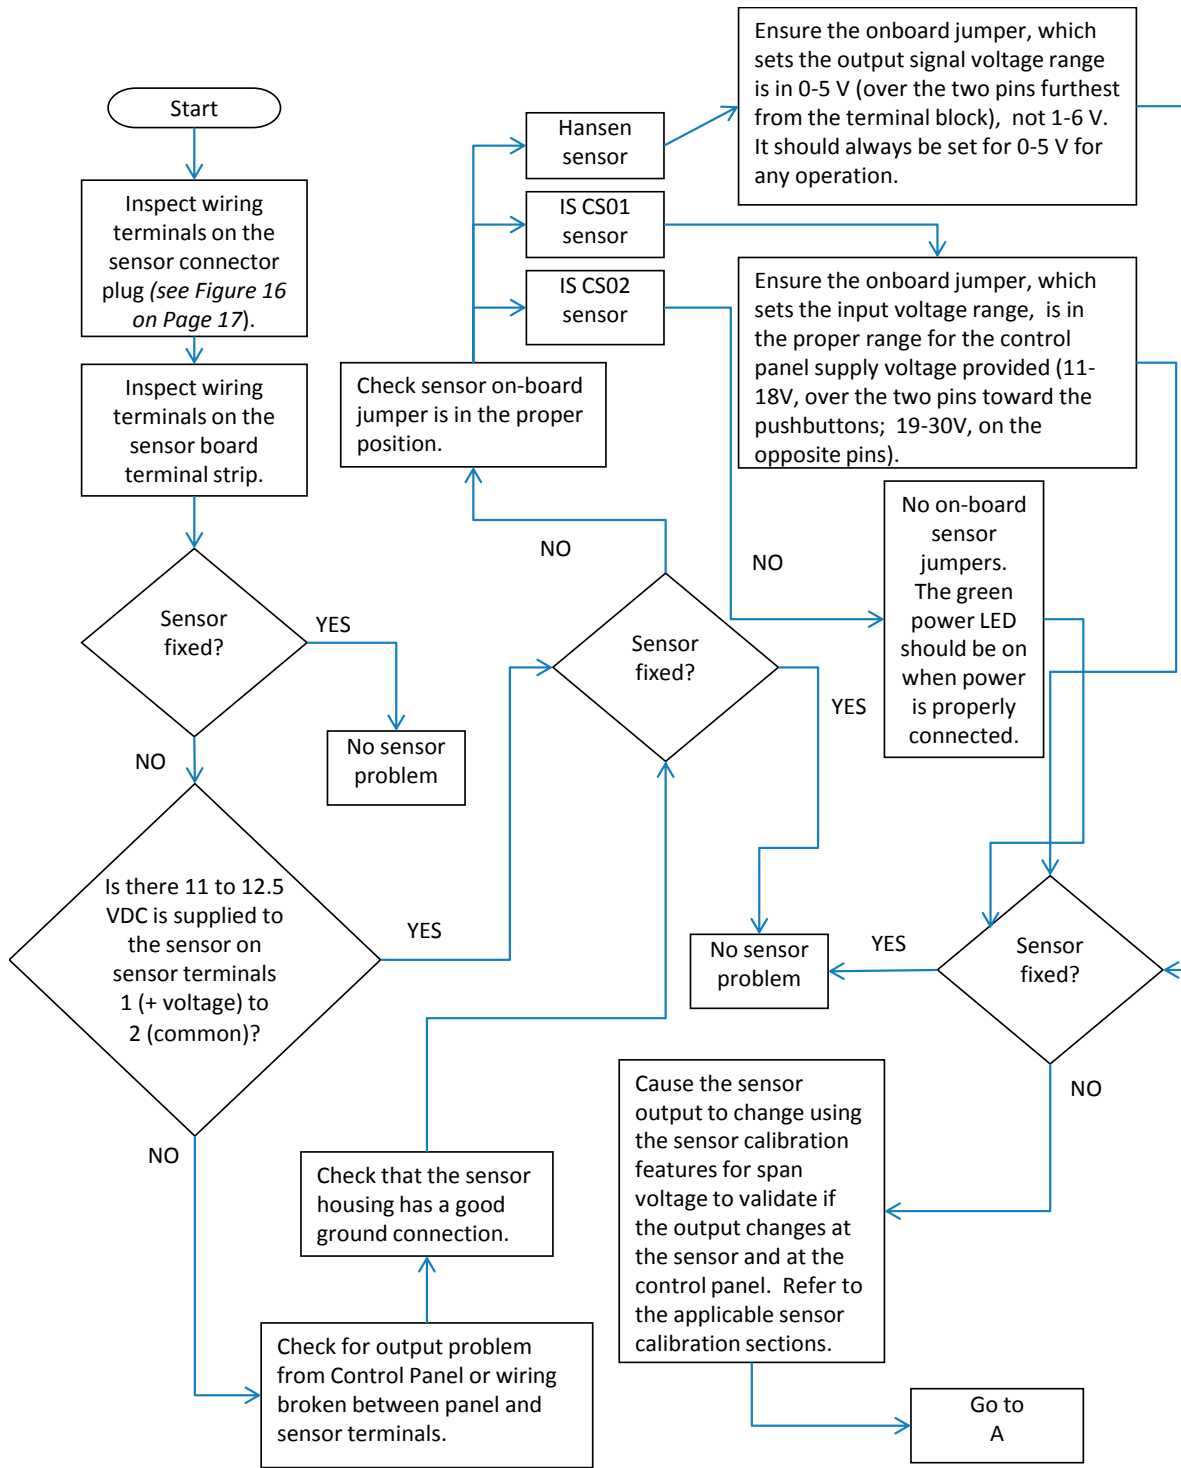 Start
Inspect wiring
terminals on the
sensor connector
plug (see Figure 16
on Page 17).
Inspect wiring
terminals on the
sensor board
terminal strip.
Sensor
fixed?
YES
No sensor
problem
NO
Is there 11 to 12.5
VDC is supplied to
the sensor on
sensor terminals
1 (+ voltage) to
2 (common)?
YES
NO
Check for output problem
from Control Panel or wiring
broken between panel and
sensor terminals.
Check that the sensor
housing has a good
ground connection.
Sensor
fixed?
YES
NO
Check sensor on-board
jumper is in the proper
position.
Hansen
sensor
IS CS01
sensor
IS CS02
sensor
Ensure the onboard jumper, which
sets the output signal voltage range
is in 0-5 V (over the two pins furthest
from the terminal block),  not 1-6 V.
It should always be set for 0-5 V for
any operation.
Ensure the onboard jumper, which
sets the input voltage range,  is in
the proper range for the control
panel supply voltage provided (11-
18V, over the two pins toward the
pushbuttons;  19-30V, on the
opposite pins).
NO
No on-board
sensor
jumpers.
The green
power LED
should be on
when power
is properly
connected.
Sensor
fixed?
YES
No sensor
problem
NO
Cause the sensor
output to change using
the sensor calibration
features for span
voltage to validate if
the output changes at
the sensor and at the
control panel.  Refer to
the applicable sensor
calibration sections.
Go to
A